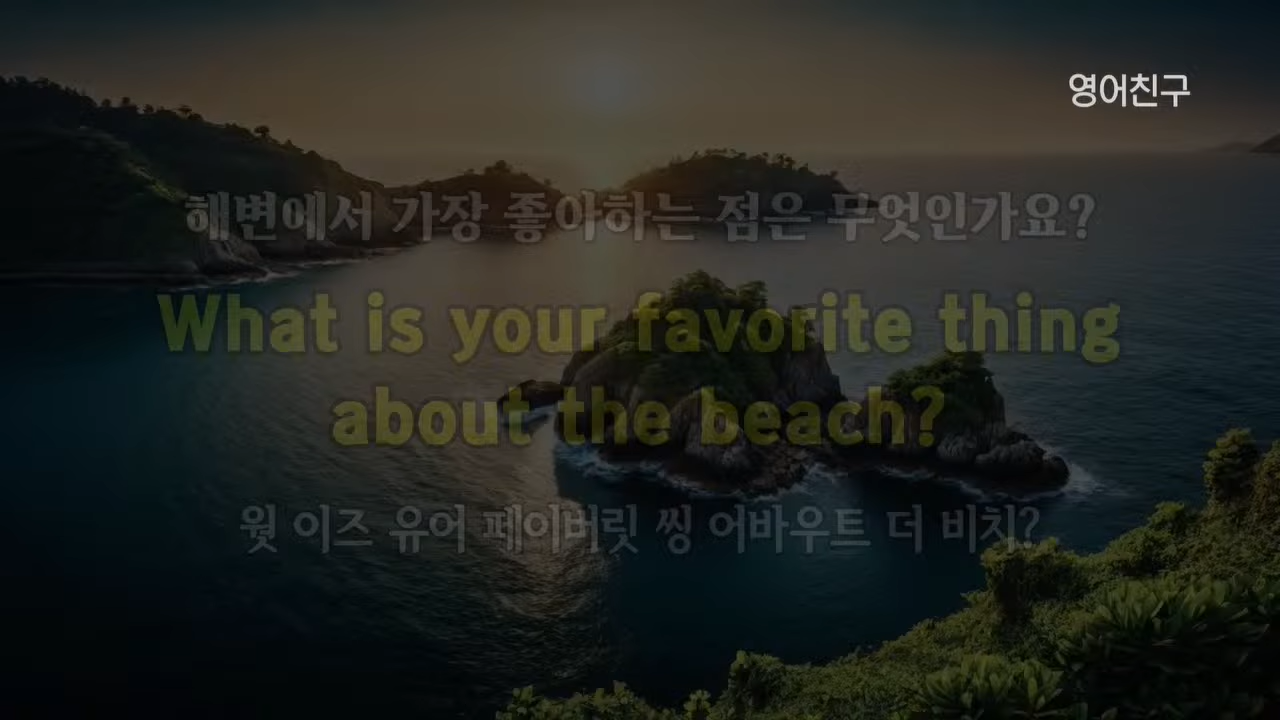 영어친구
해변에서 가장 좋아하는 점은 무엇인가요?
What is your favorite thing
about the beach?
웟 이즈 유어 페이버릿 씽 어바우트 더 비치?